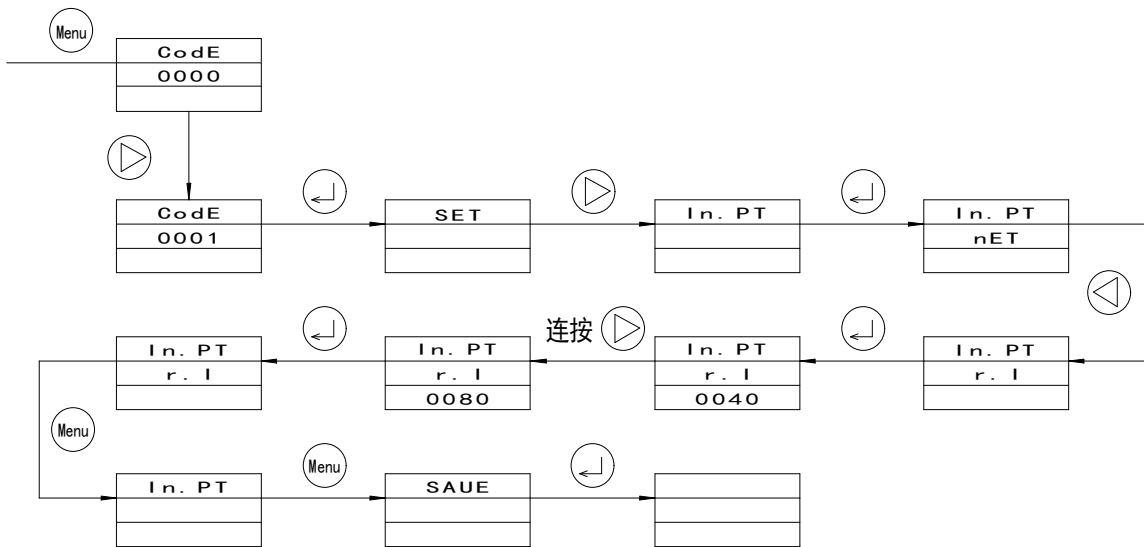 Menu
CodE
0000
CodE
0001
SET
In. PT
In. PT
nET
连按
In. PT
r. I
In. PT
r. I
0080
In. PT
r. I
0040
In. PT
r. I
Menu
Menu
In. PT
SAUE